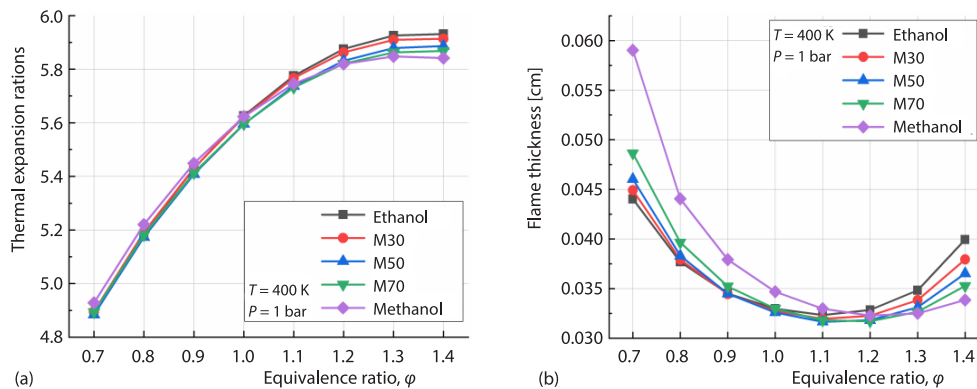 Thermal expansion rations
6.0
5.8
5.6
5.4
5.2
5.0
4.8
Ethanol
M30
M50
M70
Methanol
T = 400 K
P = 1 bar
0.7 0.8 0.9 1.0 1.1 1.2 1.3 1.4
(a)
Equivalence ratio, φ
Flame thickness [cm]
0.060
0.055
0.050
0.045
0.040
0.035
0.030
T = 400 K
P = 1 bar
Ethanol
M30
M50
M70
Methanol
0.7 0.8 0.9 1.0 1.1 1.2 1.3 1.4
(b)
Equivalence ratio, φ